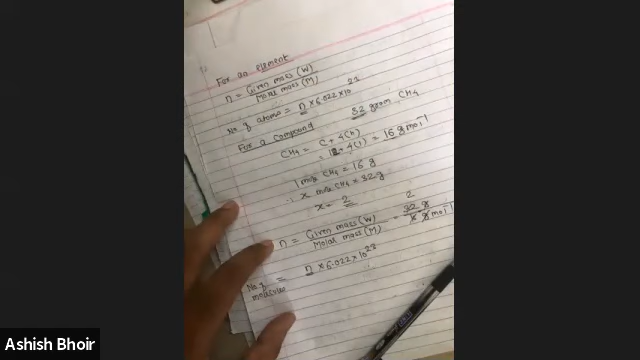 For an element
n = Given mass (W) / Molar mass (M)
No. of atoms = n × 6.022 × 10^23
For a compound
32 gram CH4
CH4 = C + 4(h)
= 12 + 4(1) = 16 g mol-1
1 mole CH4 = 16 g
∴ x mole CH4 = 32 g
x = 2
n = Given mass (W) / Molar mass (M) = 32 g / 16 g mol-1 2
No. of molecules = n × 6.022 × 10^23
Ashish Bhoir